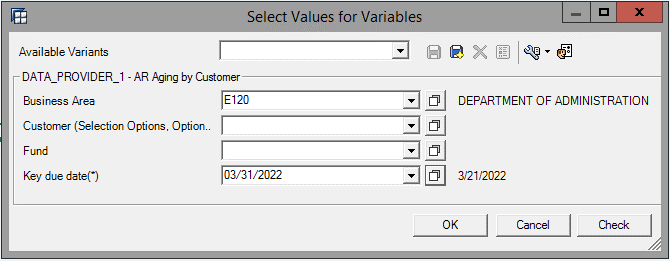 Select Values for Variables
Available Variants
DATA_PROVIDER_1 - AR Aging by Customer
Business Area E120 DEPARTMENT OF ADMINISTRATION
Customer (Selection Options, Option..
Fund
Key due date(*) 03/31/2022 3/21/2022
OK Cancel Check